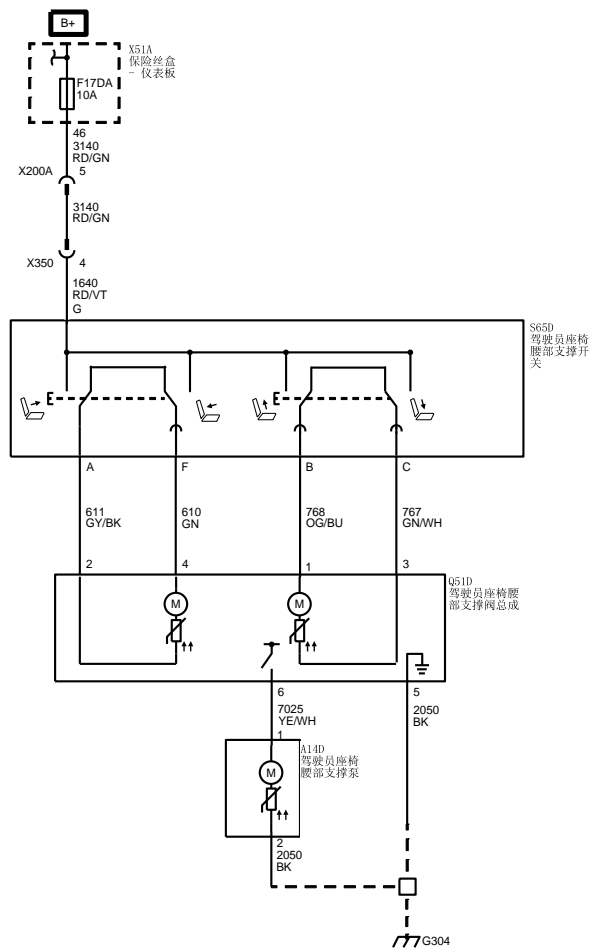 B+
X51A
保险丝盒
- 仪表板
F17DA
10A
46
3140
RD/GN
X200A 5
3140
RD/GN
X350 4
1640
RD/VT
G
S65D
驾驶员座椅
腰部支撑开
关
A F B C
611
GY/BK
610
GN
768
OG/BU
767
GN/WH
2 4 1 3
Q51D
驾驶员座椅腰
部支撑阀总成
M M
6 5
7025
YE/WH
2050
BK
1
A14D
驾驶员座椅
腰部支撑泵
M
2
2050
BK
G304